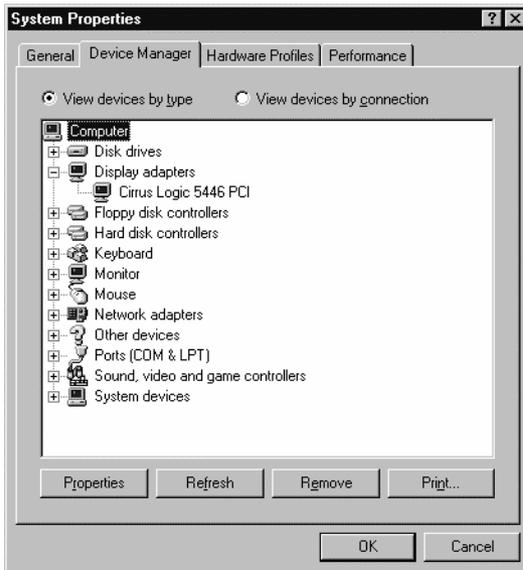 System Properties
General Device Manager Hardware Profiles Performance
View devices by type View devices by connection
Computer
Disk drives
Display adapters
Cirrus Logic 5446 PCI
Floppy disk controllers
Hard disk controllers
Keyboard
Monitor
Mouse
Network adapters
Other devices
Ports (COM & LPT)
Sound, video and game controllers
System devices
Properties Refresh Remove Print...
OK Cancel